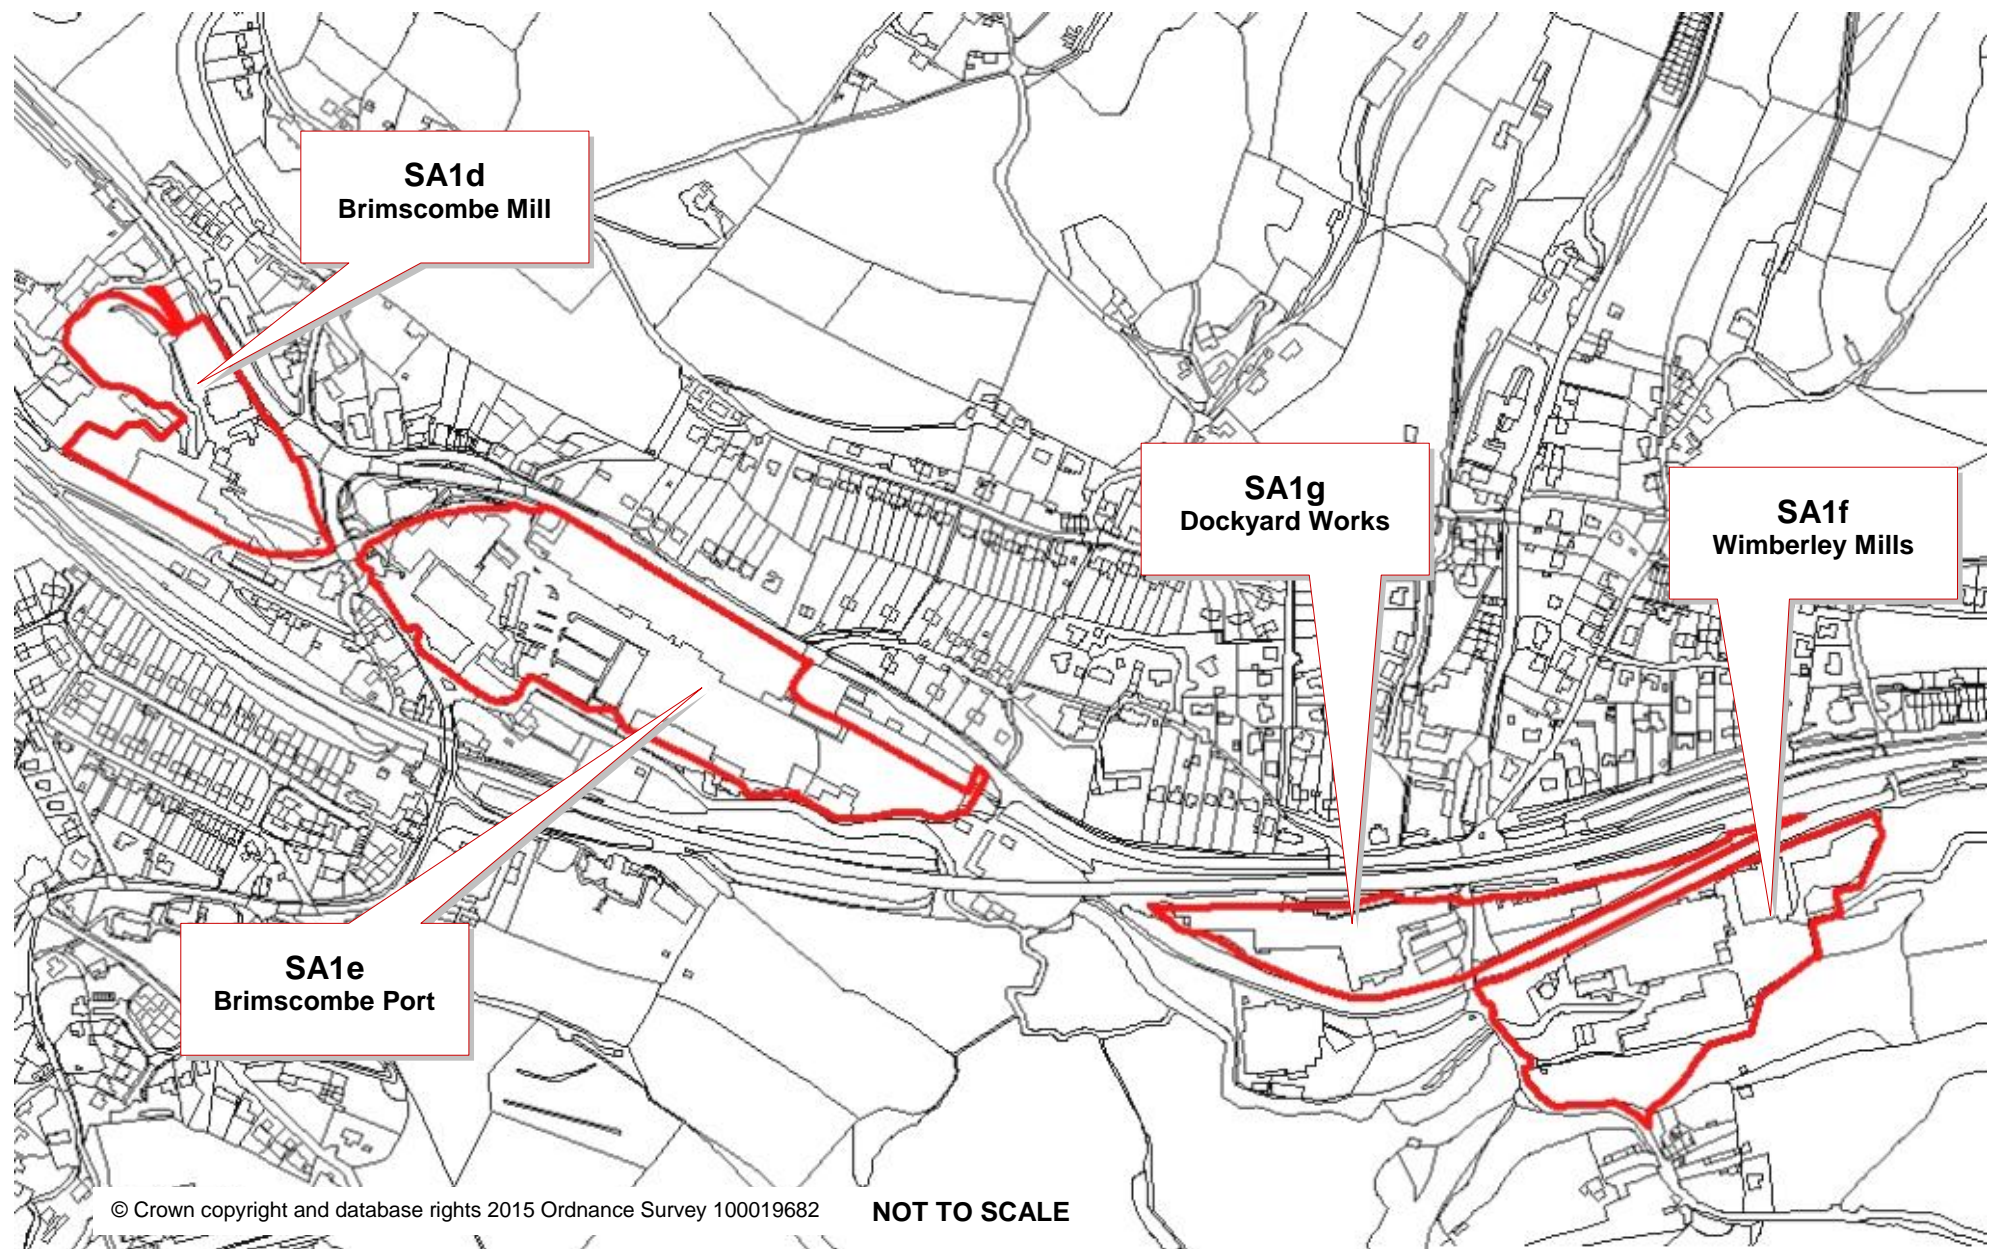 SA1d
Brimscombe Mill
SA1g
Dockyard Works
SA1f
Wimberley Mills
SA1e
Brimscombe Port
© Crown copyright and database rights 2015 Ordnance Survey 100019682
NOT TO SCALE